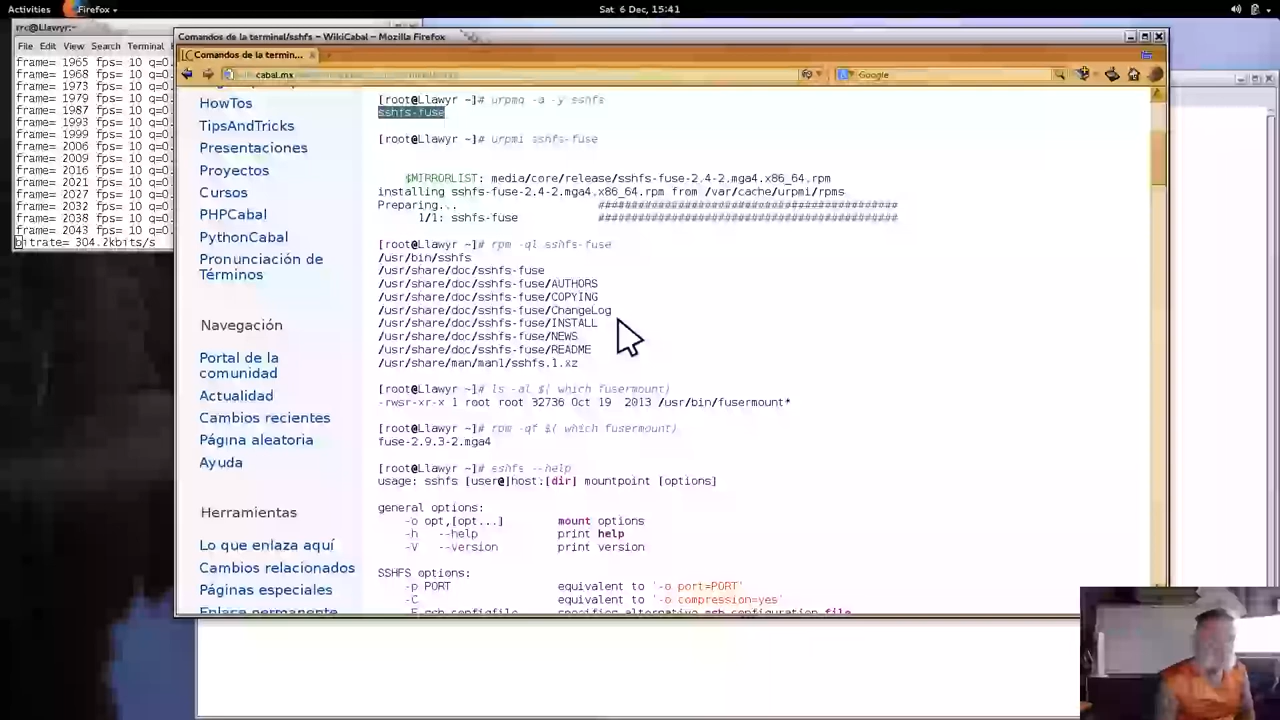 Activities
Firefox
Sat 6 Dec, 15:41
rrc@Llawyr:~
File Edit View Search Terminal
frame= 1965 fps= 10 q=0.
frame= 1968 fps= 10 q=0.
frame= 1973 fps= 10 q=0.
frame= 1979 fps= 10 q=0.
frame= 1987 fps= 10 q=0.
frame= 1993 fps= 10 q=0.
frame= 1999 fps= 10 q=0.
frame= 2006 fps= 10 q=0.
frame= 2009 fps= 10 q=0.
frame= 2016 fps= 10 q=0.
frame= 2021 fps= 10 q=0.
frame= 2027 fps= 10 q=0.
frame= 2032 fps= 10 q=0.
frame= 2038 fps= 10 q=0.
frame= 2043 fps= 10 q=0.
bitrate= 304.2kbits/s
Comandos de la terminal/sshfs – WikiCabal – Mozilla Firefox
Comandos de la termin...
cabal.mx
Google
HowTos
TipsAndTricks
Presentaciones
Proyectos
Cursos
PHPCabal
PythonCabal
Pronunciación de
Términos
Navegación
Portal de la
comunidad
Actualidad
Cambios recientes
Página aleatoria
Ayuda
Herramientas
Lo que enlaza aquí
Cambios relacionados
Páginas especiales
Enlace permanente
[root@Llawyr ~]# urpmq -a -y sshfs
sshfs-fuse
[root@Llawyr ~]# urpmi sshfs-fuse
$MIRRORLIST: media/core/release/sshfs-fuse-2.4-2.mga4.x86_64.rpm
installing sshfs-fuse-2.4-2.mga4.x86_64.rpm from /var/cache/urpmi/rpms
Preparing... #############################################
1/1: sshfs-fuse #############################################
[root@Llawyr ~]# rpm -ql sshfs-fuse
/usr/bin/sshfs
/usr/share/doc/sshfs-fuse
/usr/share/doc/sshfs-fuse/AUTHORS
/usr/share/doc/sshfs-fuse/COPYING
/usr/share/doc/sshfs-fuse/ChangeLog
/usr/share/doc/sshfs-fuse/INSTALL
/usr/share/doc/sshfs-fuse/NEWS
/usr/share/doc/sshfs-fuse/README
/usr/share/man/man1/sshfs.1.xz
[root@Llawyr ~]# ls -al $( which fusermount)
-rwsr-xr-x 1 root root 32736 Oct 19 2013 /usr/bin/fusermount*
[root@Llawyr ~]# rpm -qf $( which fusermount)
fuse-2.9.3-2.mga4
[root@Llawyr ~]# sshfs --help
usage: sshfs [user@]host:[dir] mountpoint [options]
general options:
-o opt,[opt...] mount options
-h --help print help
-V --version print version
SSHFS options:
-p PORT equivalent to '-o port=PORT'
-C equivalent to '-o compression=yes'
-F ssh_configfile specifies alternative ssh configuration file